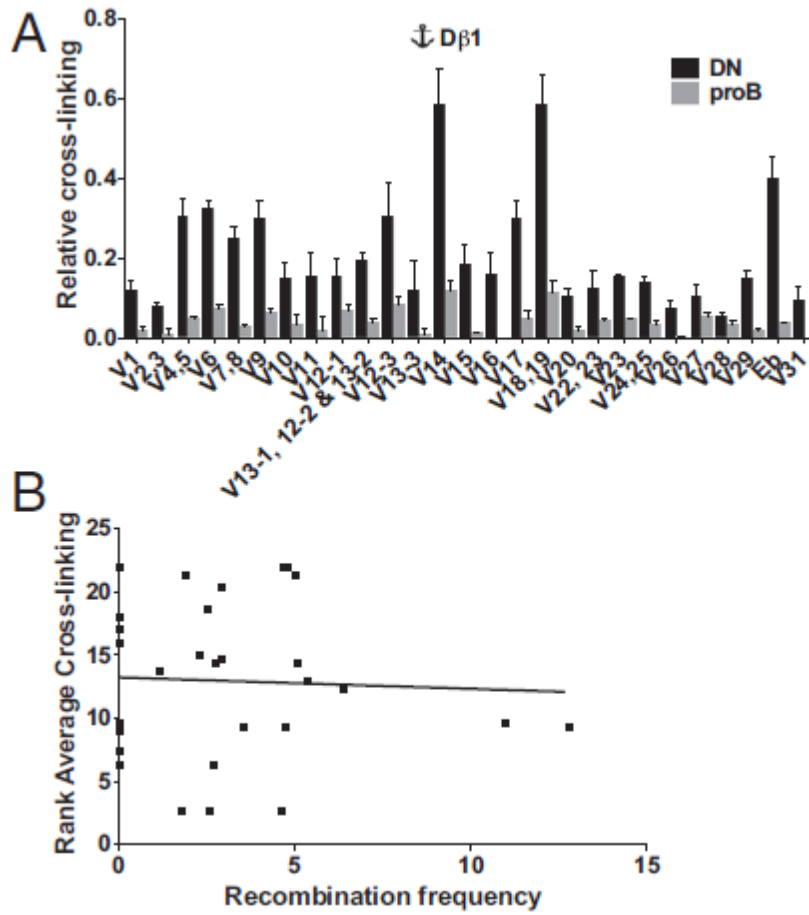 A
⚓ Dβ1
DN
proB
Relative cross-linking
0.8
0.6
0.4
0.2
0.0
V1
V2,3
V4,5
V6
V7,8
V9
V10
V11
V12-1
V13-1, 12-2 & 13-2
V12-3
V13-3
V14
V15
V16
V17
V18, 19
V20
V22, 23
V23
V24, 25
V26
V27
V28
V29
Eb
V31
B
Rank Average Cross-linking
25
20
15
10
5
0
0 5 10 15
Recombination frequency